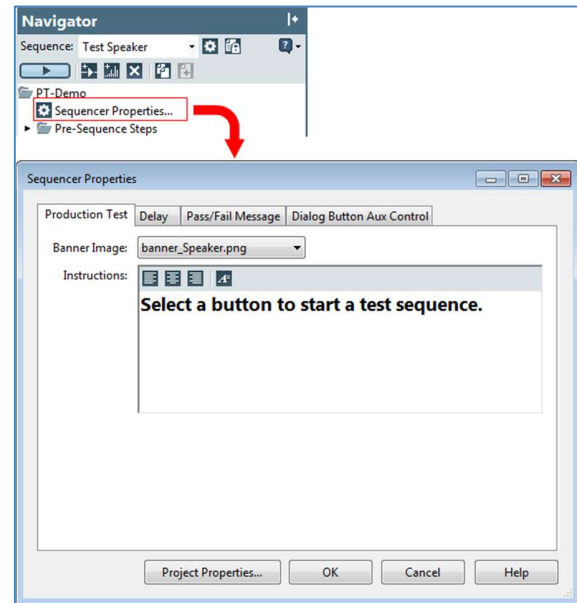 Navigator
Sequence: Test Speaker
PT-Demo
Sequencer Properties...
Pre-Sequence Steps
Sequencer Properties
Production Test Delay Pass/Fail Message Dialog Button Aux Control
Banner Image: banner_Speaker.png
Instructions:
Select a button to start a test sequence.
Project Properties... OK Cancel Help